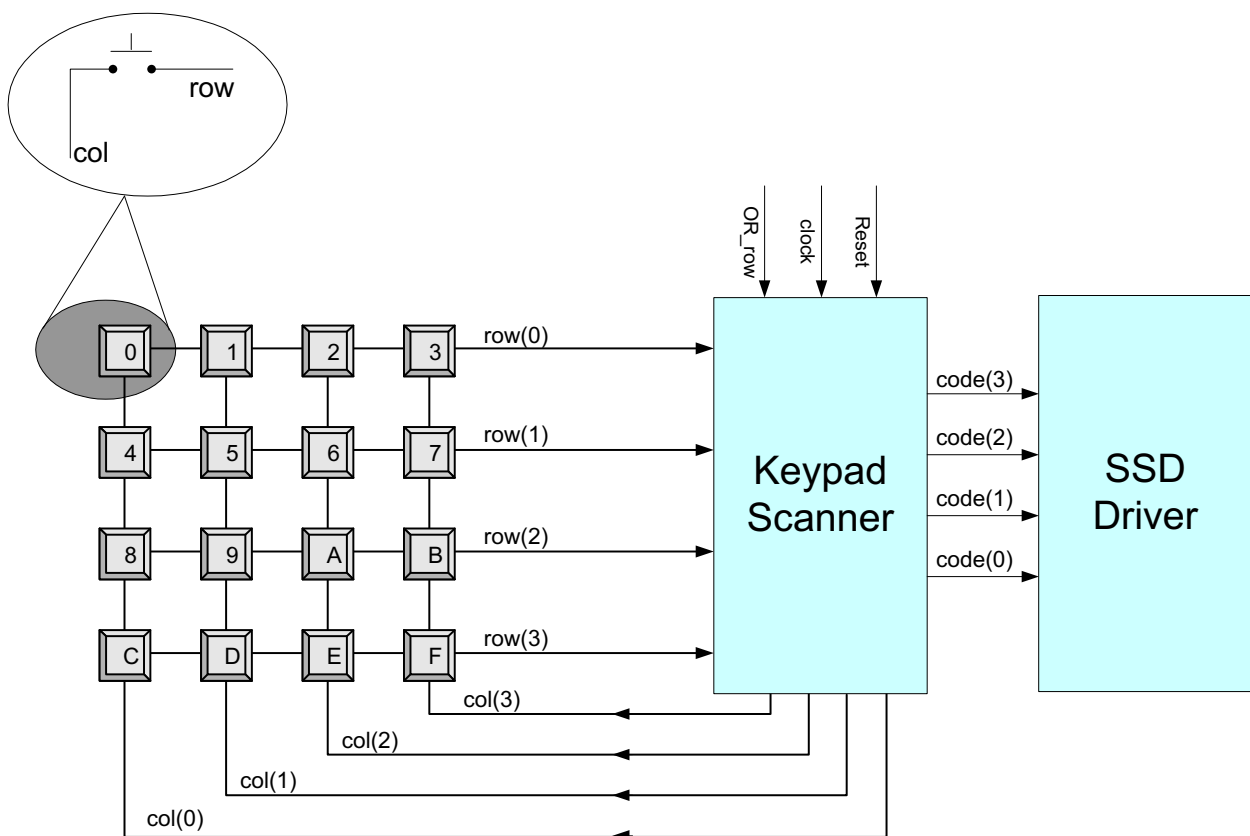 row
col
OR_row
clock
Reset
0
1
2
3
row(0)
4
5
6
7
row(1)
8
9
A
B
row(2)
C
D
E
F
row(3)
col(3)
col(2)
col(1)
col(0)
Keypad
Scanner
code(3)
code(2)
code(1)
code(0)
SSD
Driver